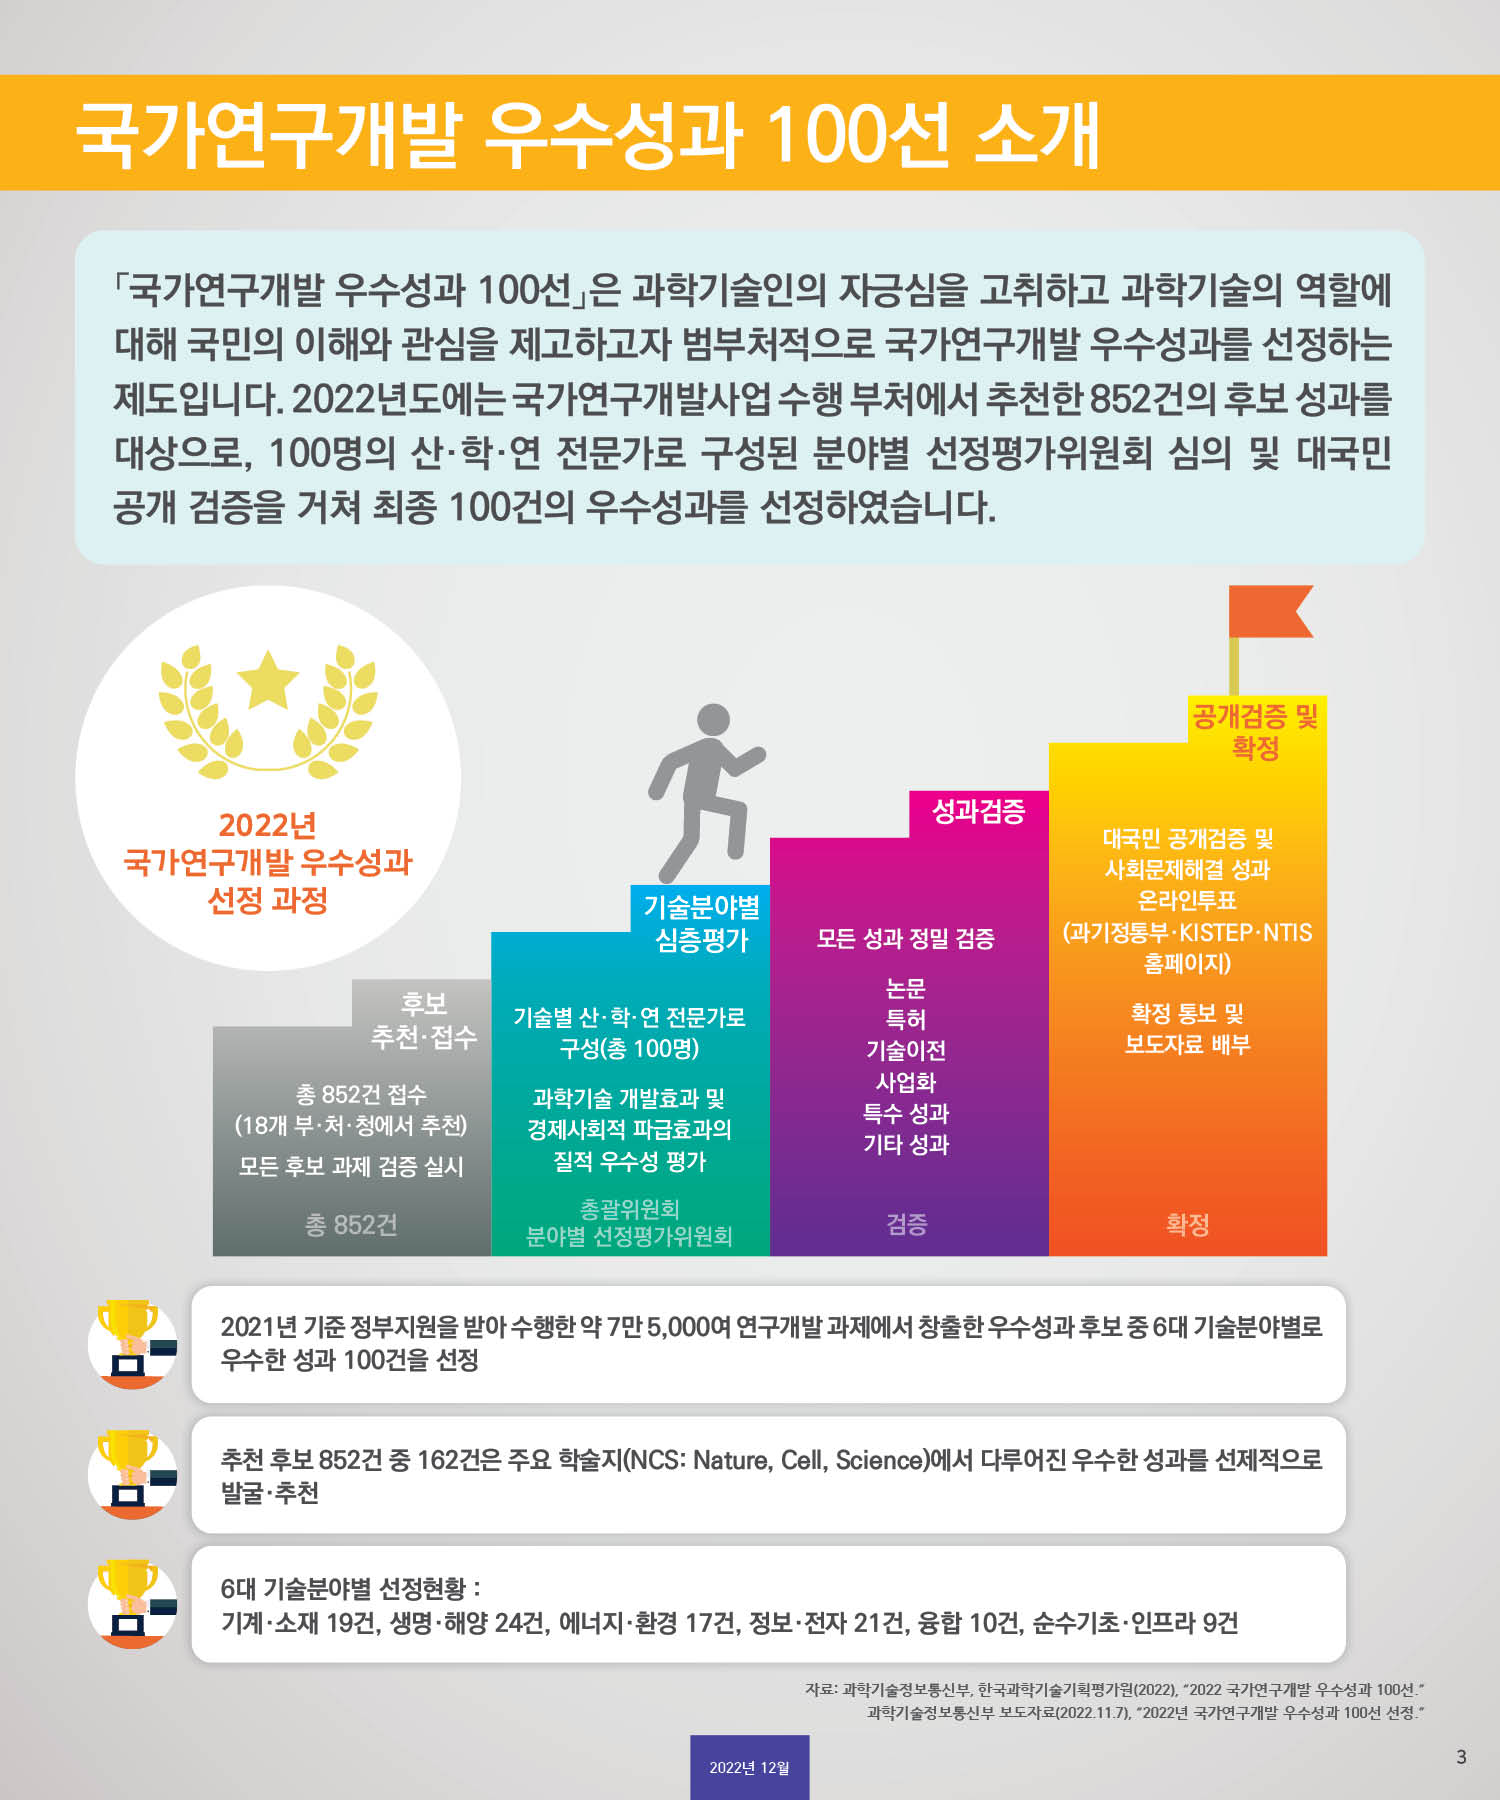 국가연구개발 우수성과 100선 소개
「국가연구개발 우수성과 100선」은 과학기술인의 자긍심을 고취하고 과학기술의 역할에
대해 국민의 이해와 관심을 제고하고자 범부처적으로 국가연구개발 우수성과를 선정하는
제도입니다. 2022년도에는 국가연구개발사업 수행 부처에서 추천한 852건의 후보 성과를
대상으로, 100명의 산·학·연 전문가로 구성된 분야별 선정평가위원회 심의 및 대국민
공개 검증을 거쳐 최종 100건의 우수성과를 선정하였습니다.
2022년
국가연구개발 우수성과
선정 과정
후보
추천·접수
총 852건 접수
(18개 부·처·청에서 추천)
모든 후보 과제 검증 실시
총 852건
기술분야별
심층평가
기술별 산·학·연 전문가로
구성(총 100명)
과학기술 개발효과 및
경제사회적 파급효과의
질적 우수성 평가
총괄위원회
분야별 선정평가위원회
성과검증
모든 성과 정밀 검증
논문
특허
기술이전
사업화
특수 성과
기타 성과
검증
공개검증 및
확정
대국민 공개검증 및
사회문제해결 성과
온라인투표
(과기정통부·KISTEP·NTIS
홈페이지)
확정 통보 및
보도자료 배부
확정
2021년 기준 정부지원을 받아 수행한 약 7만 5,000여 연구개발 과제에서 창출한 우수성과 후보 중 6대 기술분야별로
우수한 성과 100건을 선정
추천 후보 852건 중 162건은 주요 학술지(NCS: Nature, Cell, Science)에서 다루어진 우수한 성과를 선제적으로
발굴·추천
6대 기술분야별 선정현황 :
기계·소재 19건, 생명·해양 24건, 에너지·환경 17건, 정보·전자 21건, 융합 10건, 순수기초·인프라 9건
자료: 과학기술정보통신부, 한국과학기술기획평가원(2022), "2022 국가연구개발 우수성과 100선."
과학기술정보통신부 보도자료(2022.11.7), "2022년 국가연구개발 우수성과 100선 선정."
2022년 12월
3